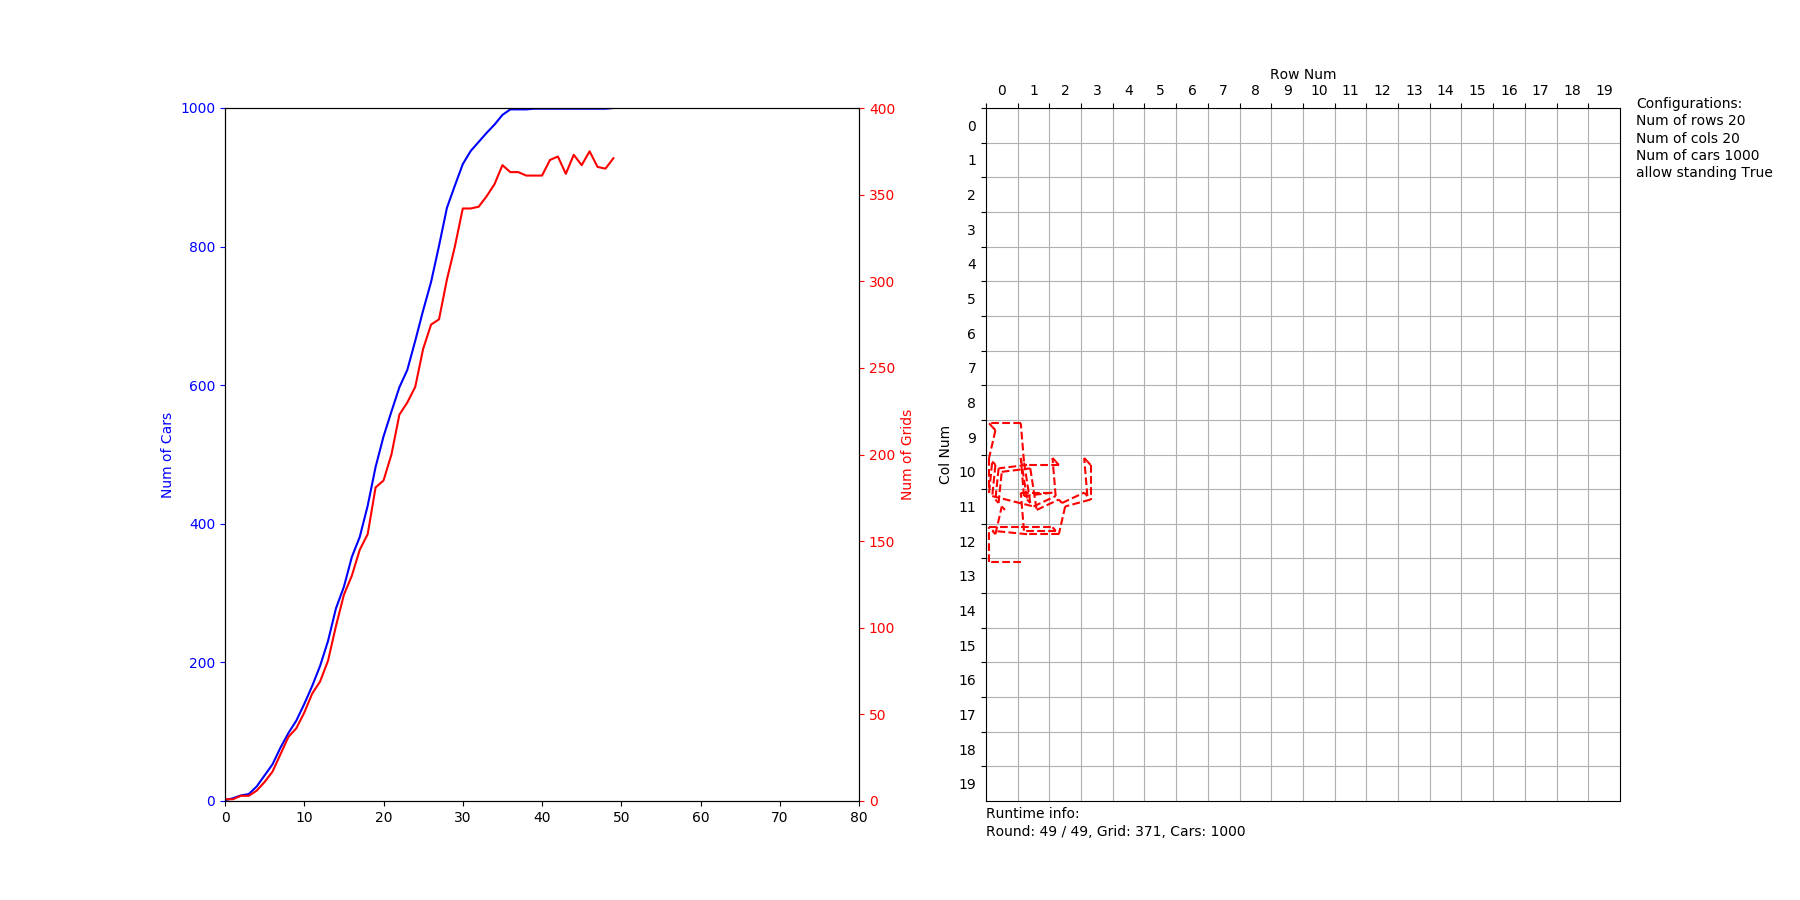 1000
800
600
400
200
0
Num of Cars
0 10 20 30 40 50 60 70 80
400
350
300
250
200
150
100
50
0
Num of Grids
Row Num
0 1 2 3 4 5 6 7 8 9 10 11 12 13 14 15 16 17 18 19
Col Num
0
1
2
3
4
5
6
7
8
9
10
11
12
13
14
15
16
17
18
19
Configurations:
Num of rows 20
Num of cols 20
Num of cars 1000
allow standing True
Runtime info:
Round: 49 / 49, Grid: 371, Cars: 1000